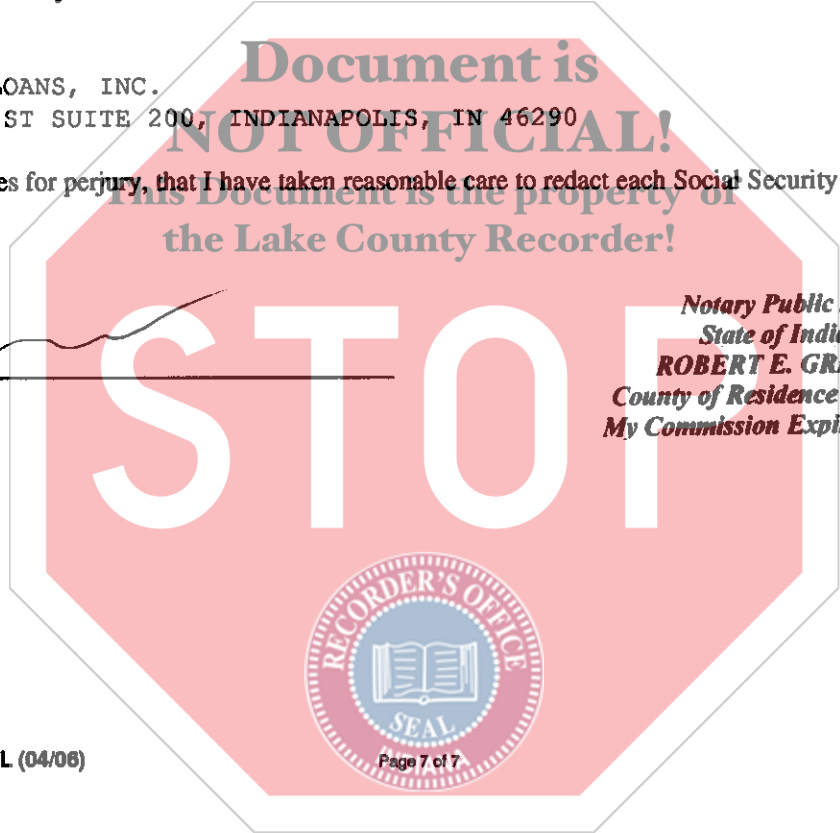 Document is
OANS, INC.
ST SUITE 200, INDIANAPOLIS, IN 46290
NOT OFFICIAL!
es for perjury, that I have taken reasonable care to redact each Social Security
This Document is the property of
the Lake County Recorder!
Notary Public
State of Indi
ROBERT E. GR
County of Residence
My Commission Expi
STOP
RECORDER'S OFFICE
SEAL
INDIANA
L (04/06)
Page 7 of 7